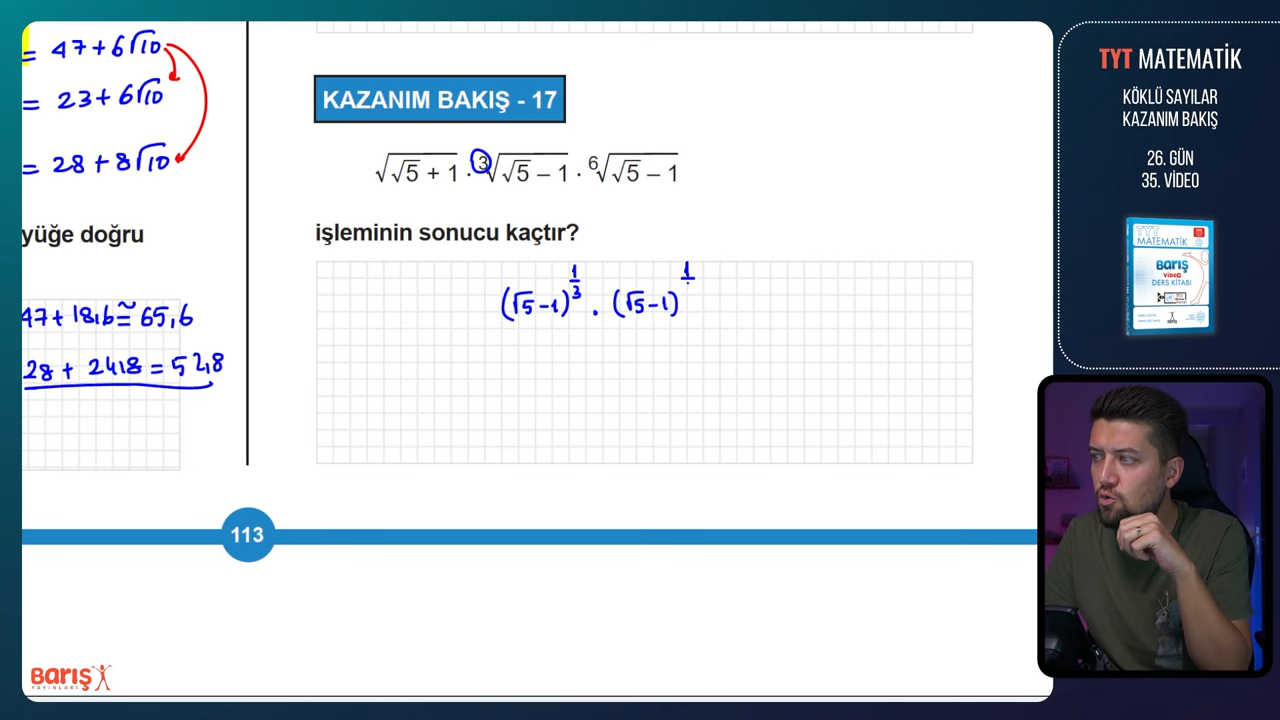 = 47 + 6√10
= 23 + 6√10
= 28 + 8√10
yüğe doğru
47 + 18,6 ≅ 65,6
28 + 24,8 = 52,8
KAZANIM BAKIŞ - 17
√(√5 + 1) . ³√(√5 – 1) . ⁶√(√5 – 1)
işleminin sonucu kaçtır?
(√5 – 1)^(1/3) . (√5 – 1)^(1/
113
BARIŞ
YAYINLARI
TYT MATEMATİK
KÖKLÜ SAYILAR
KAZANIM BAKIŞ
26. GÜN
35. VİDEO
TYT
MATEMATİK
BARIŞ
VİDEO
DERS KİTABI